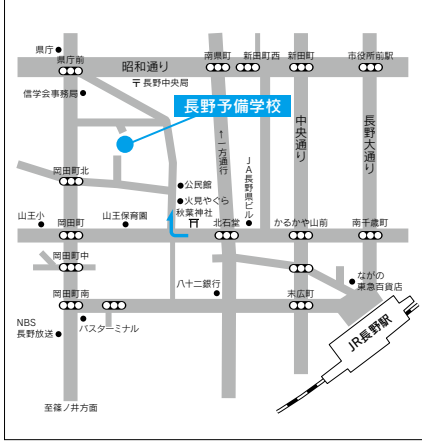 県庁
県庁前
昭和通り
南県町
新田町西
新田町
市役所前駅
〒長野中央局
信学会事務局
長野予備学校
中央通り
長野大通り
↑一方通行
JA長野県ビル
岡田町北
公民館
火見やぐら
秋葉神社
山王小
岡田町
山王保育園
北石堂
かるかや山前
南千歳町
岡田町中
八十二銀行
ながの
東急百貨店
岡田町南
末広町
NBS
長野放送
バスターミナル
JR長野駅
至篠ノ井方面